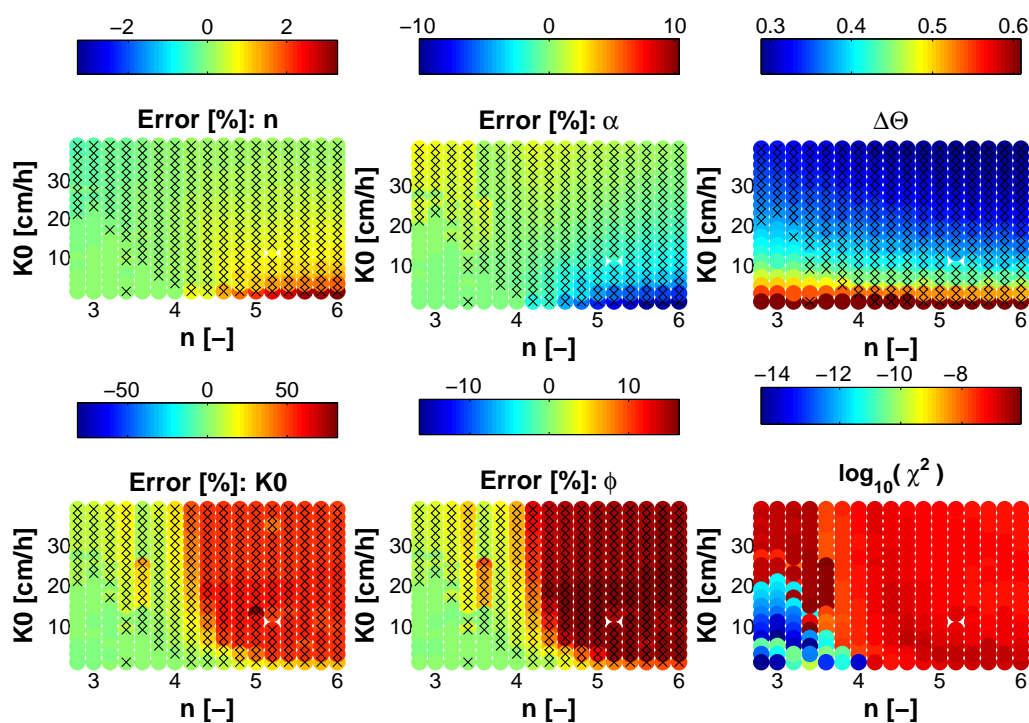 −2 0 2
−10 0 10
0.3 0.4 0.5 0.6
Error [%]: n
Error [%]: α
ΔΘ
K0 [cm/h]
30
20
10
3 4 5 6
n [−]
K0 [cm/h]
30
20
10
3 4 5 6
n [−]
K0 [cm/h]
30
20
10
3 4 5 6
n [−]
−50 0 50
−10 0 10
−14 −12 −10 −8
Error [%]: K0
Error [%]: ϕ
log10( χ2 )
K0 [cm/h]
30
20
10
3 4 5 6
n [−]
K0 [cm/h]
30
20
10
3 4 5 6
n [−]
K0 [cm/h]
30
20
10
3 4 5 6
n [−]